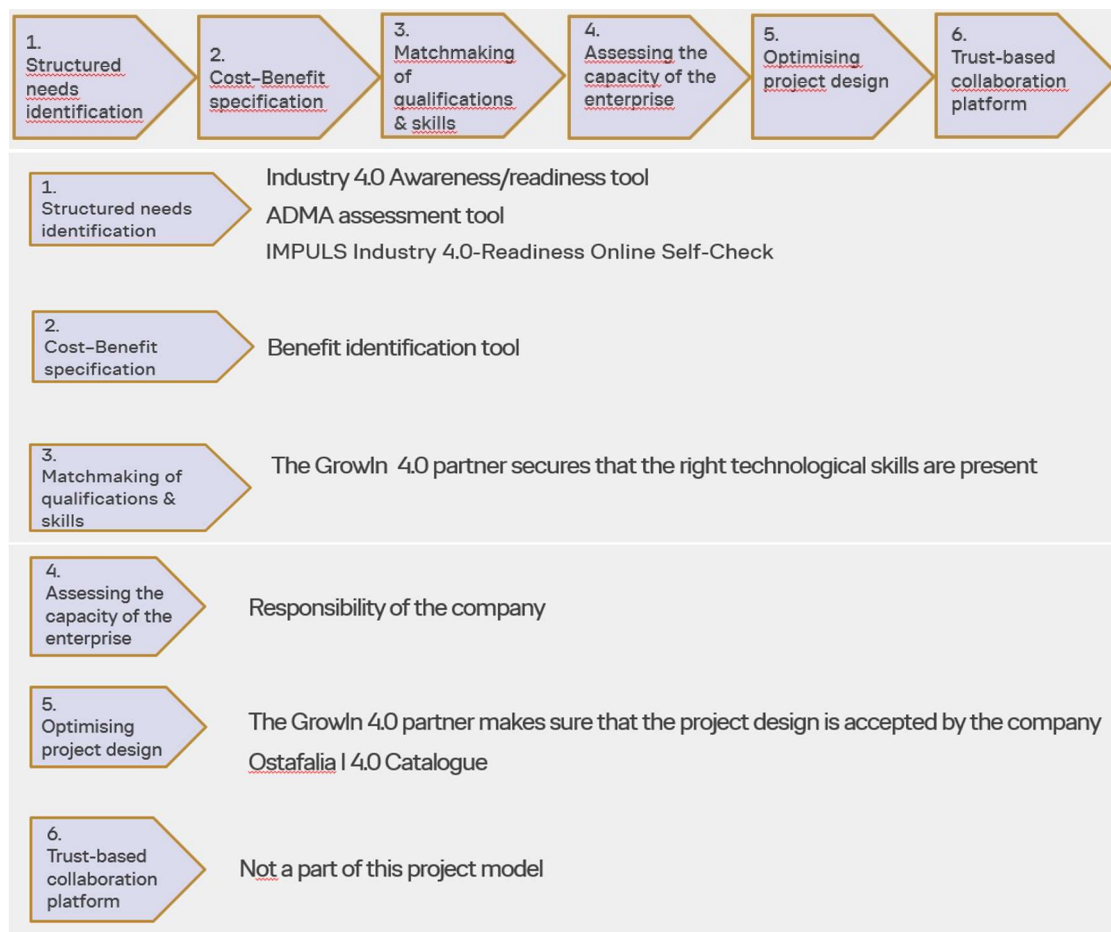 1.
Structured
needs
identification
2.
Cost–Benefit
specification
3.
Matchmaking
of
qualifications
& skills
4.
Assessing the
capacity of the
enterprise
5.
Optimising
project design
6.
Trust-based
collaboration
platform
1.
Structured needs
identification
Industry 4.0 Awareness/readiness tool
ADMA assessment tool
IMPULS Industry 4.0-Readiness Online Self-Check
2.
Cost–Benefit
specification
Benefit identification tool
3.
Matchmaking of
qualifications &
skills
The GrowIn 4.0 partner secures that the right technological skills are present
4.
Assessing the
capacity of the
enterprise
Responsibility of the company
5.
Optimising
project design
The GrowIn 4.0 partner makes sure that the project design is accepted by the company
Ostafalia I 4.0 Catalogue
6.
Trust-based
collaboration
platform
Not a part of this project model